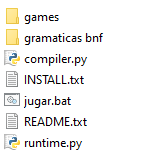 games
gramaticas bnf
compiler.py
INSTALL.txt
jugar.bat
README.txt
runtime.py